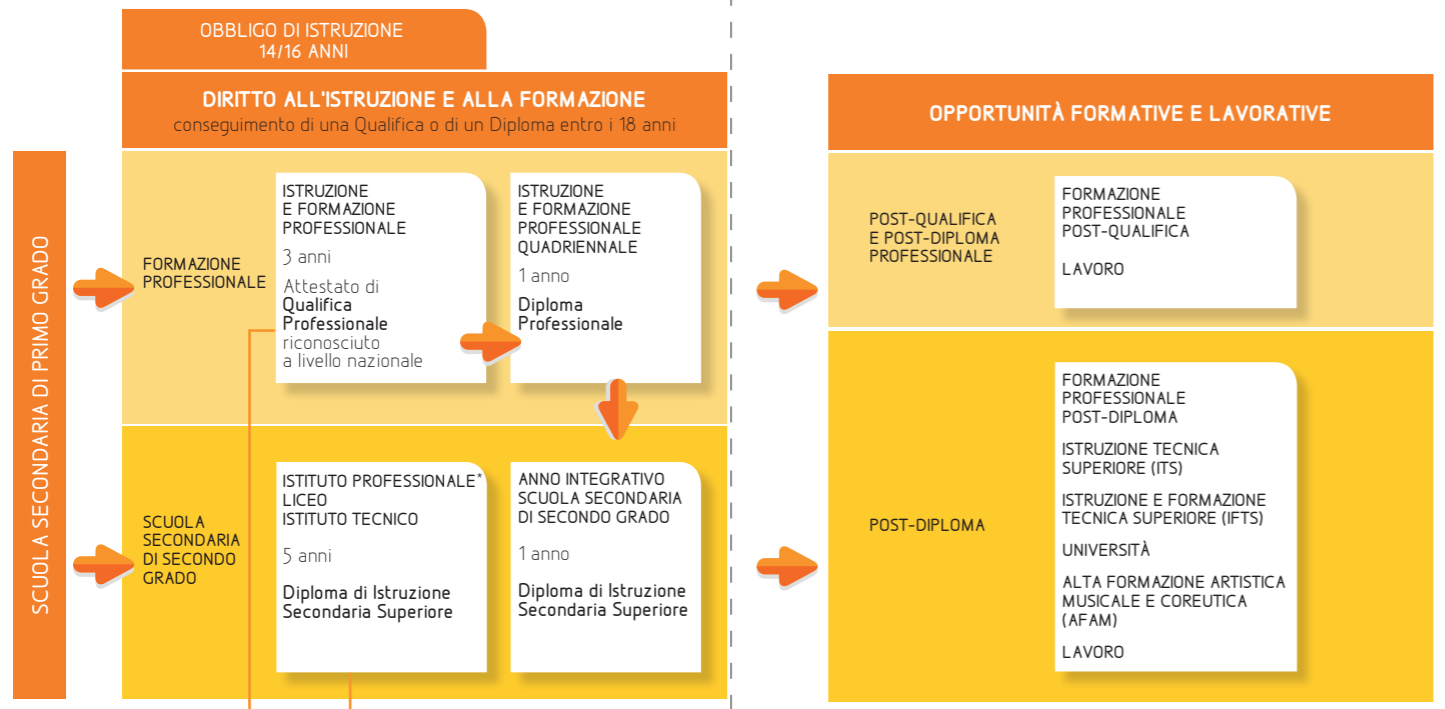 OBBLIGO DI ISTRUZIONE
14/16 ANNI
DIRITTO ALL'ISTRUZIONE E ALLA FORMAZIONE
conseguimento di una Qualifica o di un Diploma entro i 18 anni
SCUOLA SECONDARIA DI PRIMO GRADO
FORMAZIONE
PROFESSIONALE
ISTRUZIONE
E FORMAZIONE
PROFESSIONALE
3 anni
Attestato di
Qualifica
Professionale
riconosciuto
a livello nazionale
ISTRUZIONE
E FORMAZIONE
PROFESSIONALE
QUADRIENNALE
1 anno
Diploma
Professionale
SCUOLA
SECONDARIA
DI SECONDO
GRADO
ISTITUTO PROFESSIONALE*
LICEO
ISTITUTO TECNICO
5 anni
Diploma di Istruzione
Secondaria Superiore
ANNO INTEGRATIVO
SCUOLA SECONDARIA
DI SECONDO GRADO
1 anno
Diploma di Istruzione
Secondaria Superiore
OPPORTUNITÀ FORMATIVE E LAVORATIVE
POST-QUALIFICA
E POST-DIPLOMA
PROFESSIONALE
FORMAZIONE
PROFESSIONALE
POST-QUALIFICA
LAVORO
POST-DIPLOMA
FORMAZIONE
PROFESSIONALE
POST-DIPLOMA
ISTRUZIONE TECNICA
SUPERIORE (ITS)
ISTRUZIONE E FORMAZIONE
TECNICA SUPERIORE (IFTS)
UNIVERSITÀ
ALTA FORMAZIONE ARTISTICA
MUSICALE E COREUTICA
(AFAM)
LAVORO